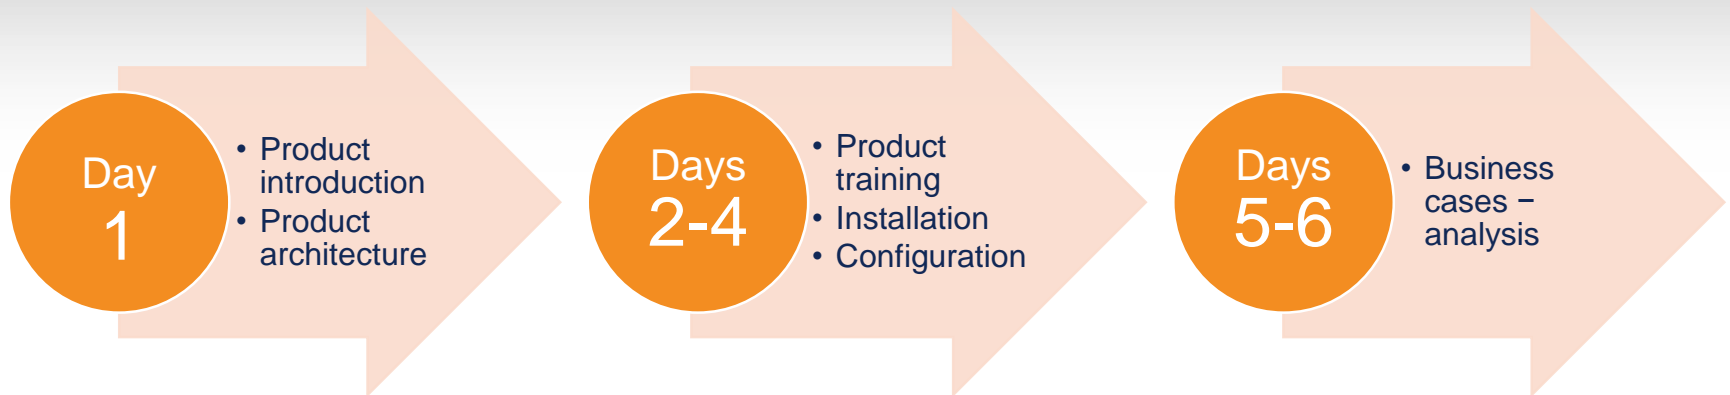 Day
1
• Product
introduction
• Product
architecture
Days
2-4
• Product
training
• Installation
• Configuration
Days
5-6
• Business
cases –
analysis